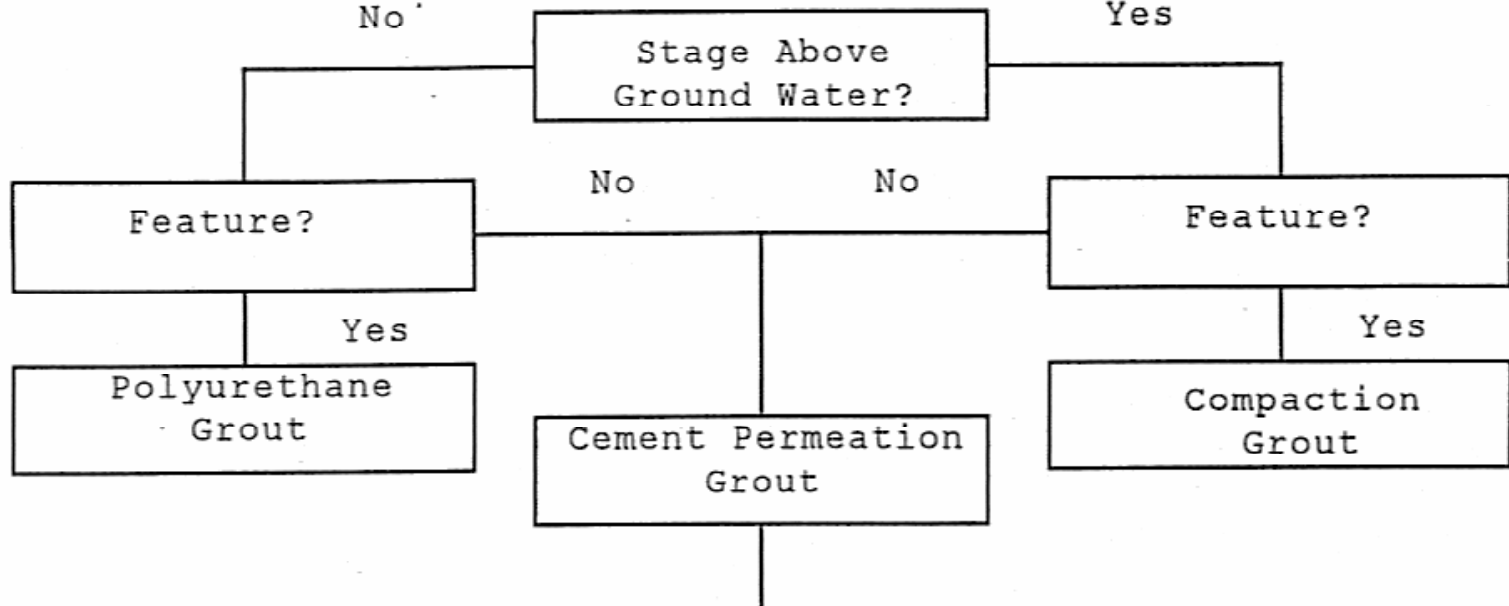 No
Yes
Stage Above
Ground Water?
No
No
Feature?
Feature?
Yes
Yes
Polyurethane
Grout
Compaction
Grout
Cement Permeation
Grout